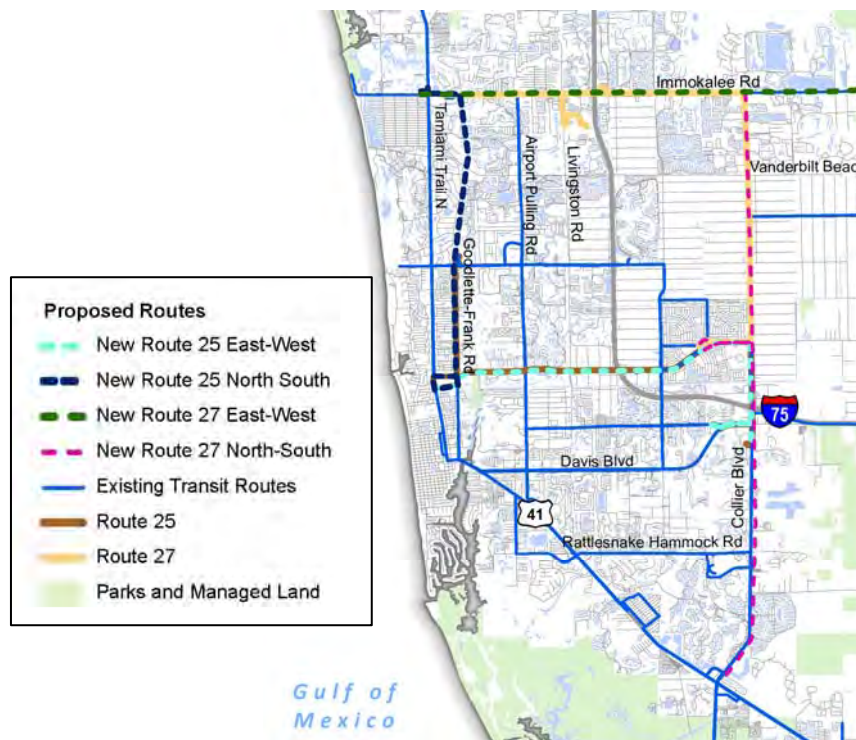 Immokalee Rd
Tamiami Trail N
Airport Pulling Rd
Livingston Rd
Vanderbilt Beac
Goodlette-Frank Rd
Proposed Routes
New Route 25 East-West
New Route 25 North South
New Route 27 East-West
New Route 27 North-South
Existing Transit Routes
Route 25
Route 27
Parks and Managed Land
75
Davis Blvd
Collier Blvd
41
Rattlesnake Hammock Rd
Gulf of
Mexico